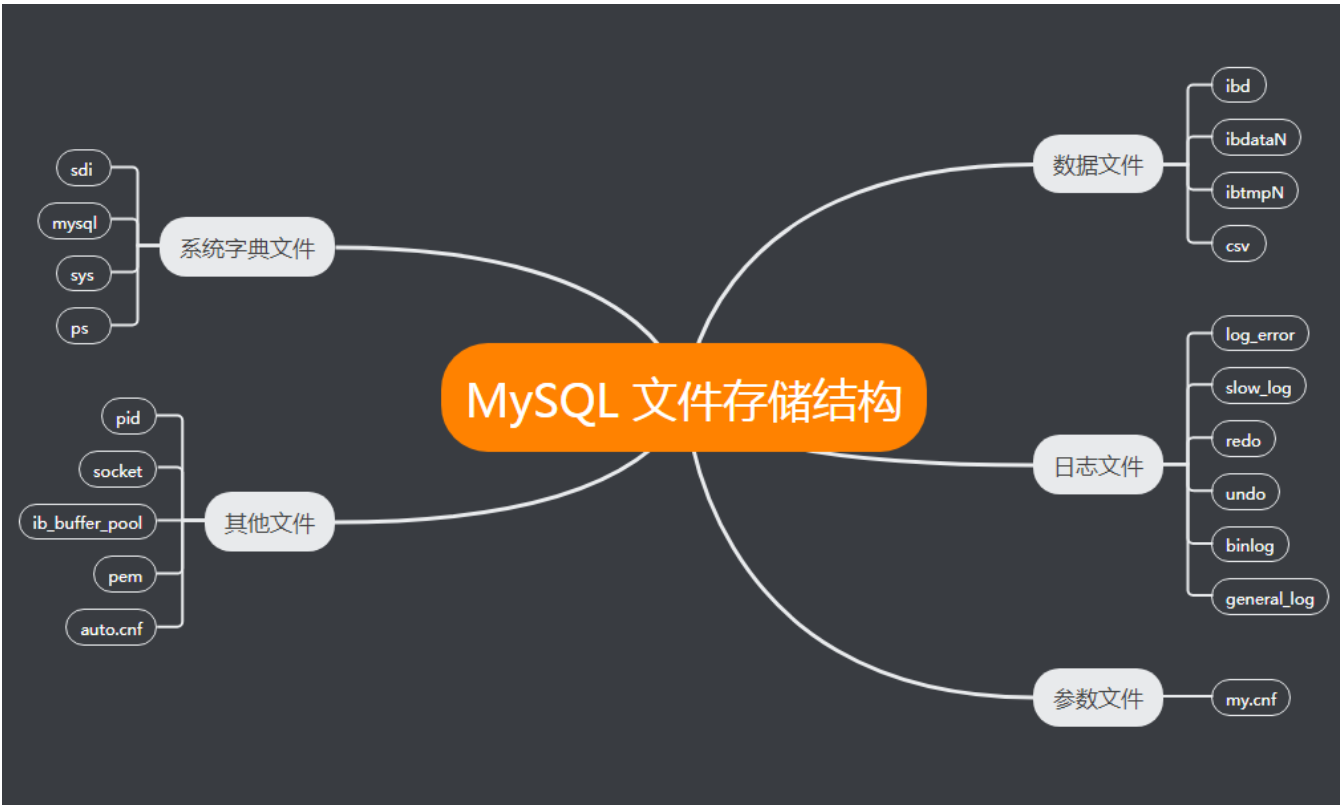 MySQL 文件存储结构
数据文件
ibd
ibdataN
ibtmpN
csv
日志文件
log_error
slow_log
redo
undo
binlog
general_log
参数文件
my.cnf
系统字典文件
sdi
mysql
sys
ps
其他文件
pid
socket
ib_buffer_pool
pem
auto.cnf